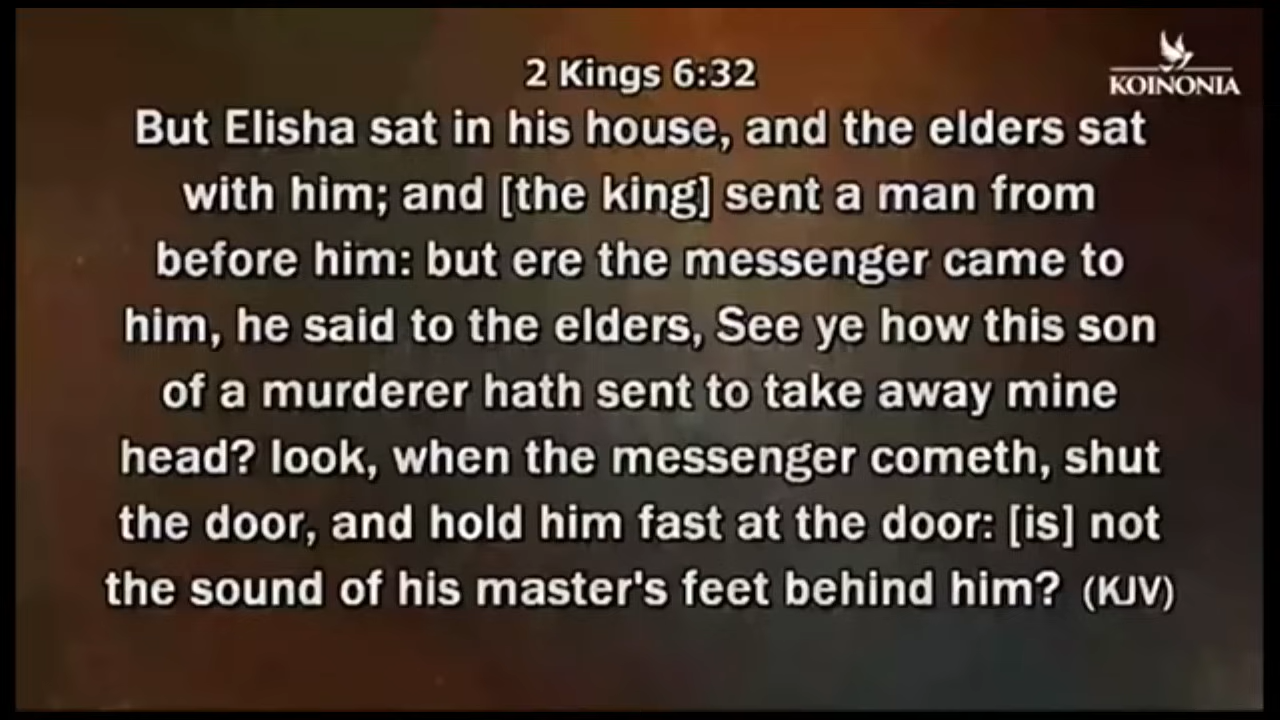 2 Kings 6:32
KOINONIA
But Elisha sat in his house, and the elders sat
with him; and [the king] sent a man from
before him: but ere the messenger came to
him, he said to the elders, See ye how this son
of a murderer hath sent to take away mine
head? look, when the messenger cometh, shut
the door, and hold him fast at the door: [is] not
the sound of his master's feet behind him? (KJV)